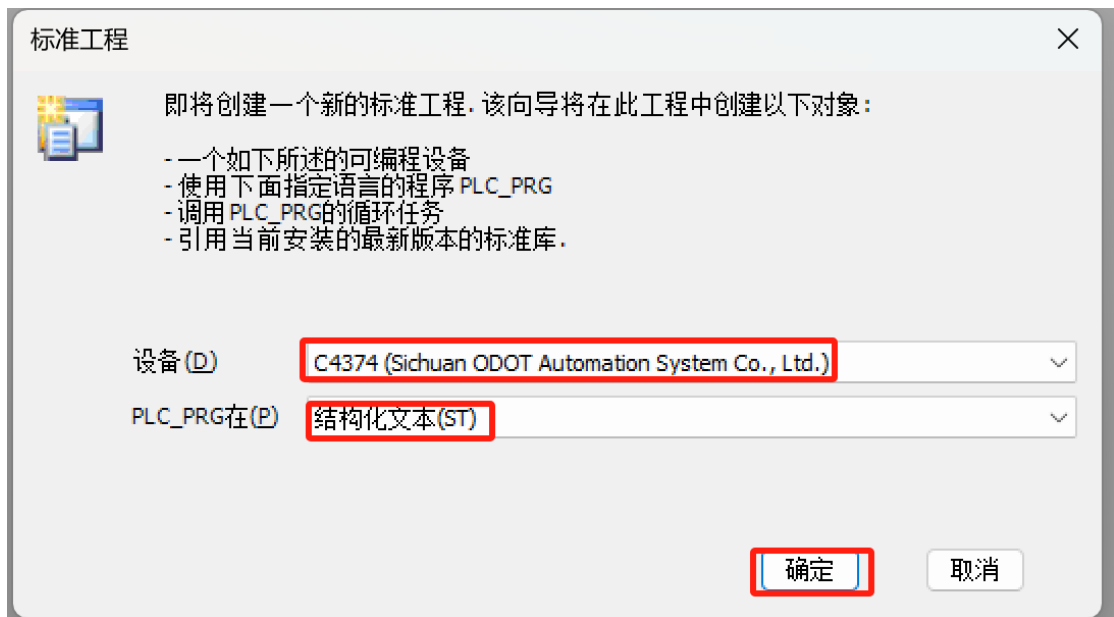 标准工程
即将创建一个新的标准工程.该向导将在此工程中创建以下对象:
-一个如下所述的可编程设备
-使用下面指定语言的程序 PLC_PRG
-调用PLC_PRG的循环任务
-引用当前安装的最新版本的标准库.
设备(D)
C4374 (Sichuan ODOT Automation System Co., Ltd.)
PLC_PRG在(P)
结构化文本(ST)
确定
取消